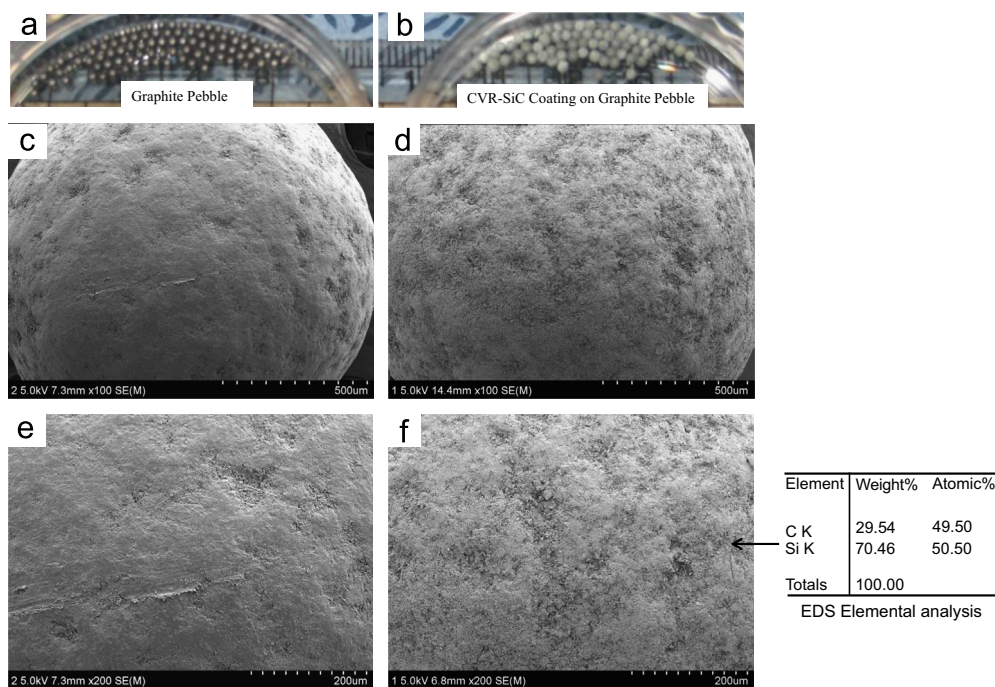 a
b
Graphite Pebble
CVR-SiC Coating on Graphite Pebble
c
d
2 5.0kV 7.3mm x100 SE(M) 500um
1 5.0kV 14.4mm x100 SE(M) 500um
e
f
2 5.0kV 7.3mm x200 SE(M) 200um
1 5.0kV 6.8mm x200 SE(M) 200um
Element Weight% Atomic%
C K 29.54 49.50
Si K 70.46 50.50
Totals 100.00
EDS Elemental analysis